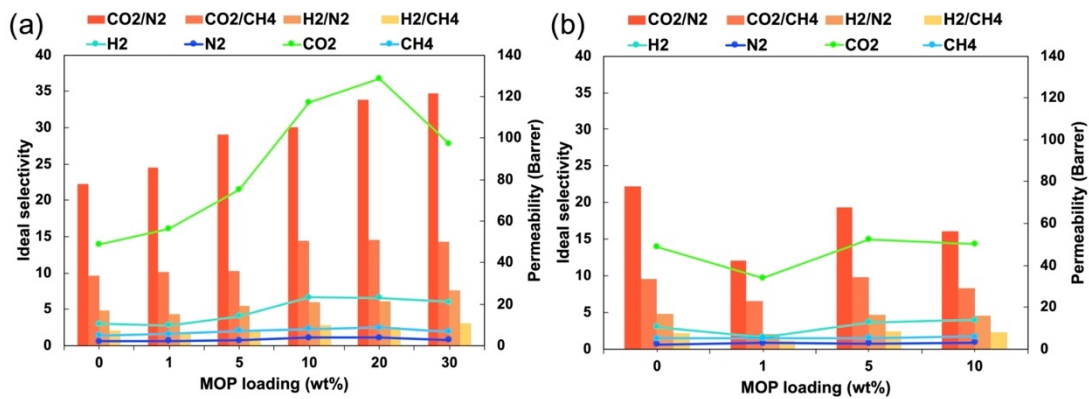 (a)
CO2/N2 CO2/CH4 H2/N2 H2/CH4
H2 N2 CO2 CH4
40
35
30
25
20
15
10
5
0
Ideal selectivity
140
120
100
80
60
40
20
0
Permeability (Barrer)
0 1 5 10 20 30
MOP loading (wt%)
(b)
CO2/N2 CO2/CH4 H2/N2 H2/CH4
H2 N2 CO2 CH4
40
35
30
25
20
15
10
5
0
Ideal selectivity
140
120
100
80
60
40
20
0
Permeability (Barrer)
0 1 5 10
MOP loading (wt%)